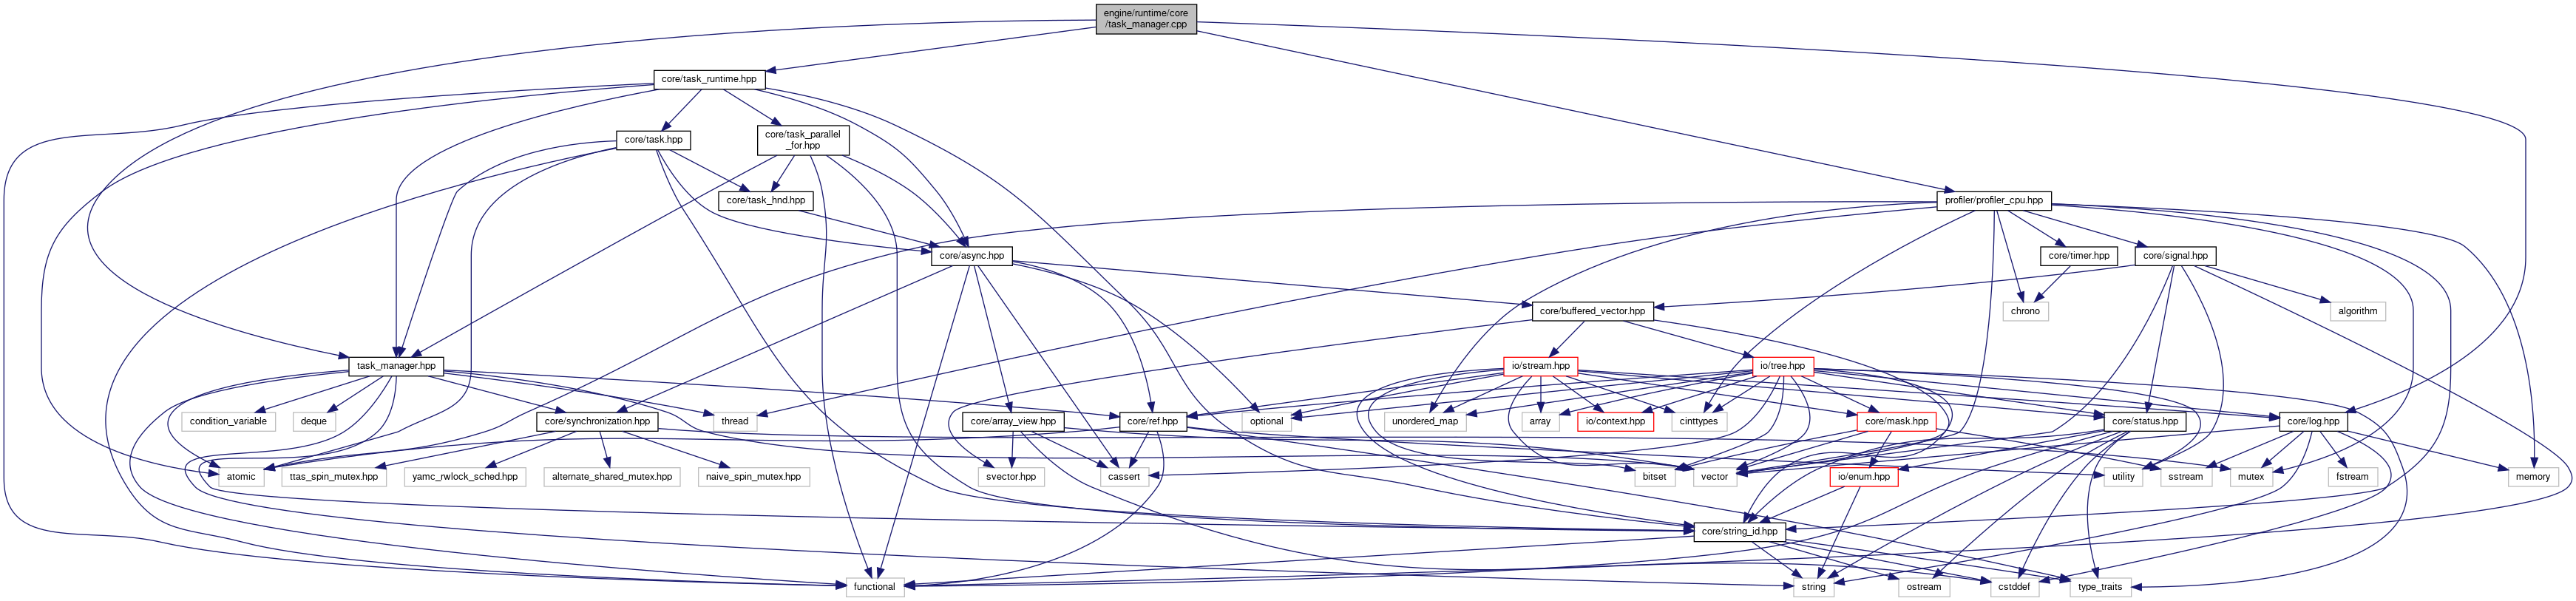 engine/runtime/core
/task_manager.cpp
core/task_runtime.hpp
core/task.hpp
core/task_parallel
_for.hpp
core/task_hnd.hpp
profiler/profiler_cpu.hpp
core/async.hpp
core/timer.hpp
core/signal.hpp
core/buffered_vector.hpp
chrono
algorithm
task_manager.hpp
io/stream.hpp
io/tree.hpp
condition_variable
deque
core/synchronization.hpp
thread
core/array_view.hpp
core/ref.hpp
optional
unordered_map
array
io/context.hpp
cinttypes
core/mask.hpp
core/status.hpp
core/log.hpp
atomic
ttas_spin_mutex.hpp
yamc_rwlock_sched.hpp
alternate_shared_mutex.hpp
naive_spin_mutex.hpp
svector.hpp
cassert
bitset
vector
io/enum.hpp
utility
sstream
mutex
fstream
memory
core/string_id.hpp
functional
string
ostream
cstddef
type_traits